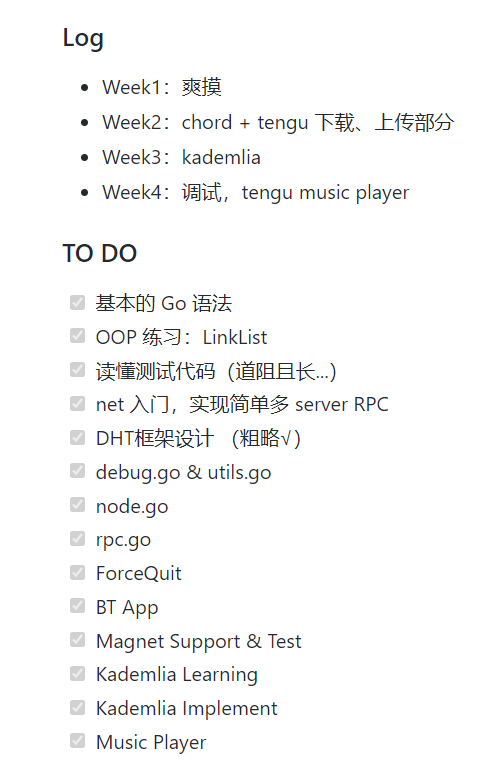 Log
Week1：爽摸
Week2：chord + tengu 下载、上传部分
Week3：kademlia
Week4：调试，tengu music player
TO DO
基本的 Go 语法
OOP 练习：LinkList
读懂测试代码（道阻且长...）
net 入门，实现简单多 server RPC
DHT框架设计 （粗略√）
debug.go & utils.go
node.go
rpc.go
ForceQuit
BT App
Magnet Support & Test
Kademlia Learning
Kademlia Implement
Music Player